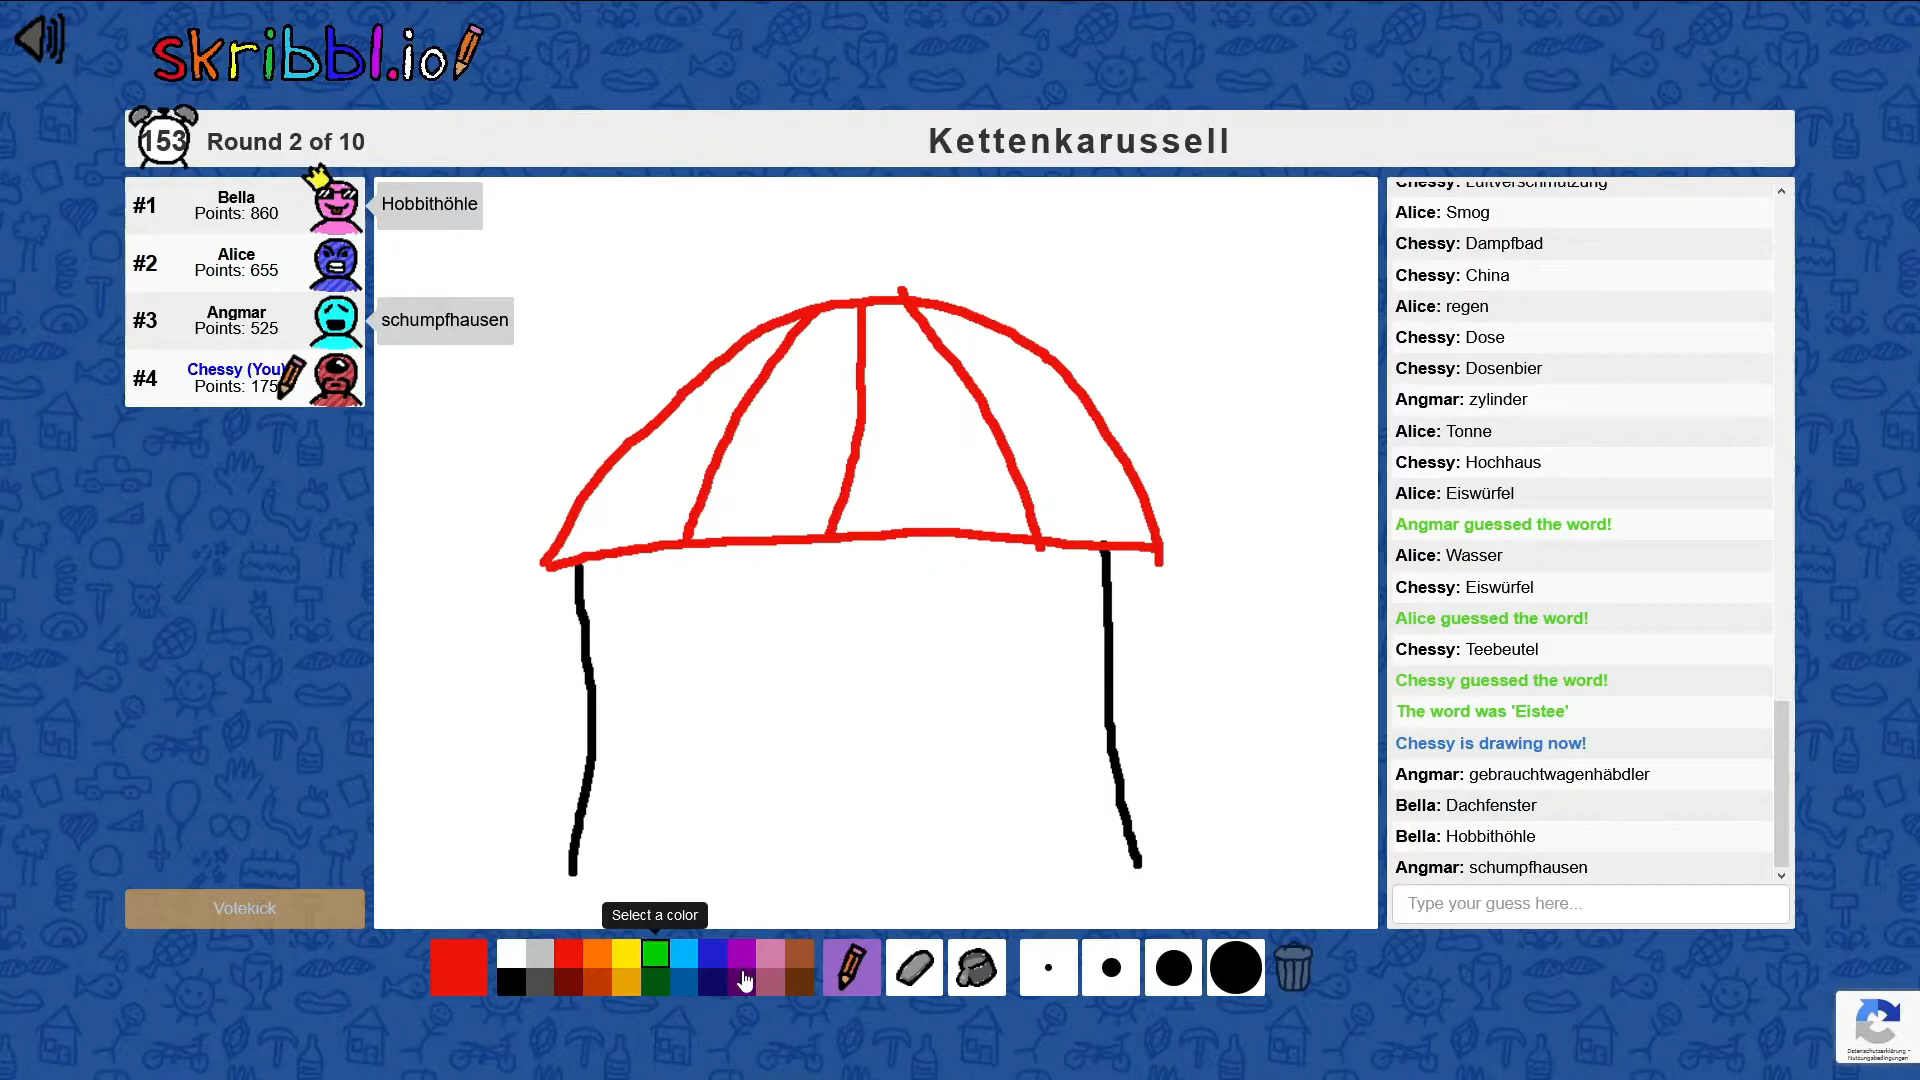 skribbl.io
153
Round 2 of 10
Kettenkarussell
#1
Bella
Points: 860
Hobbithöhle
#2
Alice
Points: 655
#3
Angmar
Points: 525
schumpfhausen
#4
Chessy (You)
Points: 175
Votekick
Chessy: Luftverschmutzung
Alice: Smog
Chessy: Dampfbad
Chessy: China
Alice: regen
Chessy: Dose
Chessy: Dosenbier
Angmar: zylinder
Alice: Tonne
Chessy: Hochhaus
Alice: Eiswürfel
Angmar guessed the word!
Alice: Wasser
Chessy: Eiswürfel
Alice guessed the word!
Chessy: Teebeutel
Chessy guessed the word!
The word was 'Eistee'
Chessy is drawing now!
Angmar: gebrauchtwagenhäbdler
Bella: Dachfenster
Bella: Hobbithöhle
Angmar: schumpfhausen
Type your guess here...
Select a color
Datenschutzerklärung -
Nutzungsbedingungen